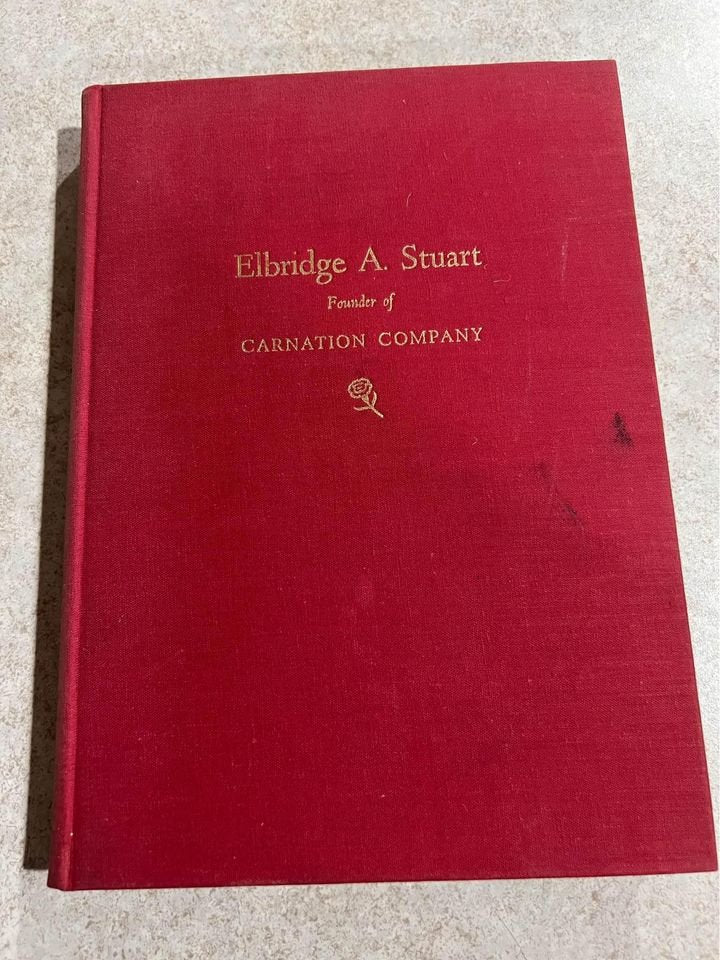 Elbridge A. Stuart
Founder of
CARNATION COMPANY